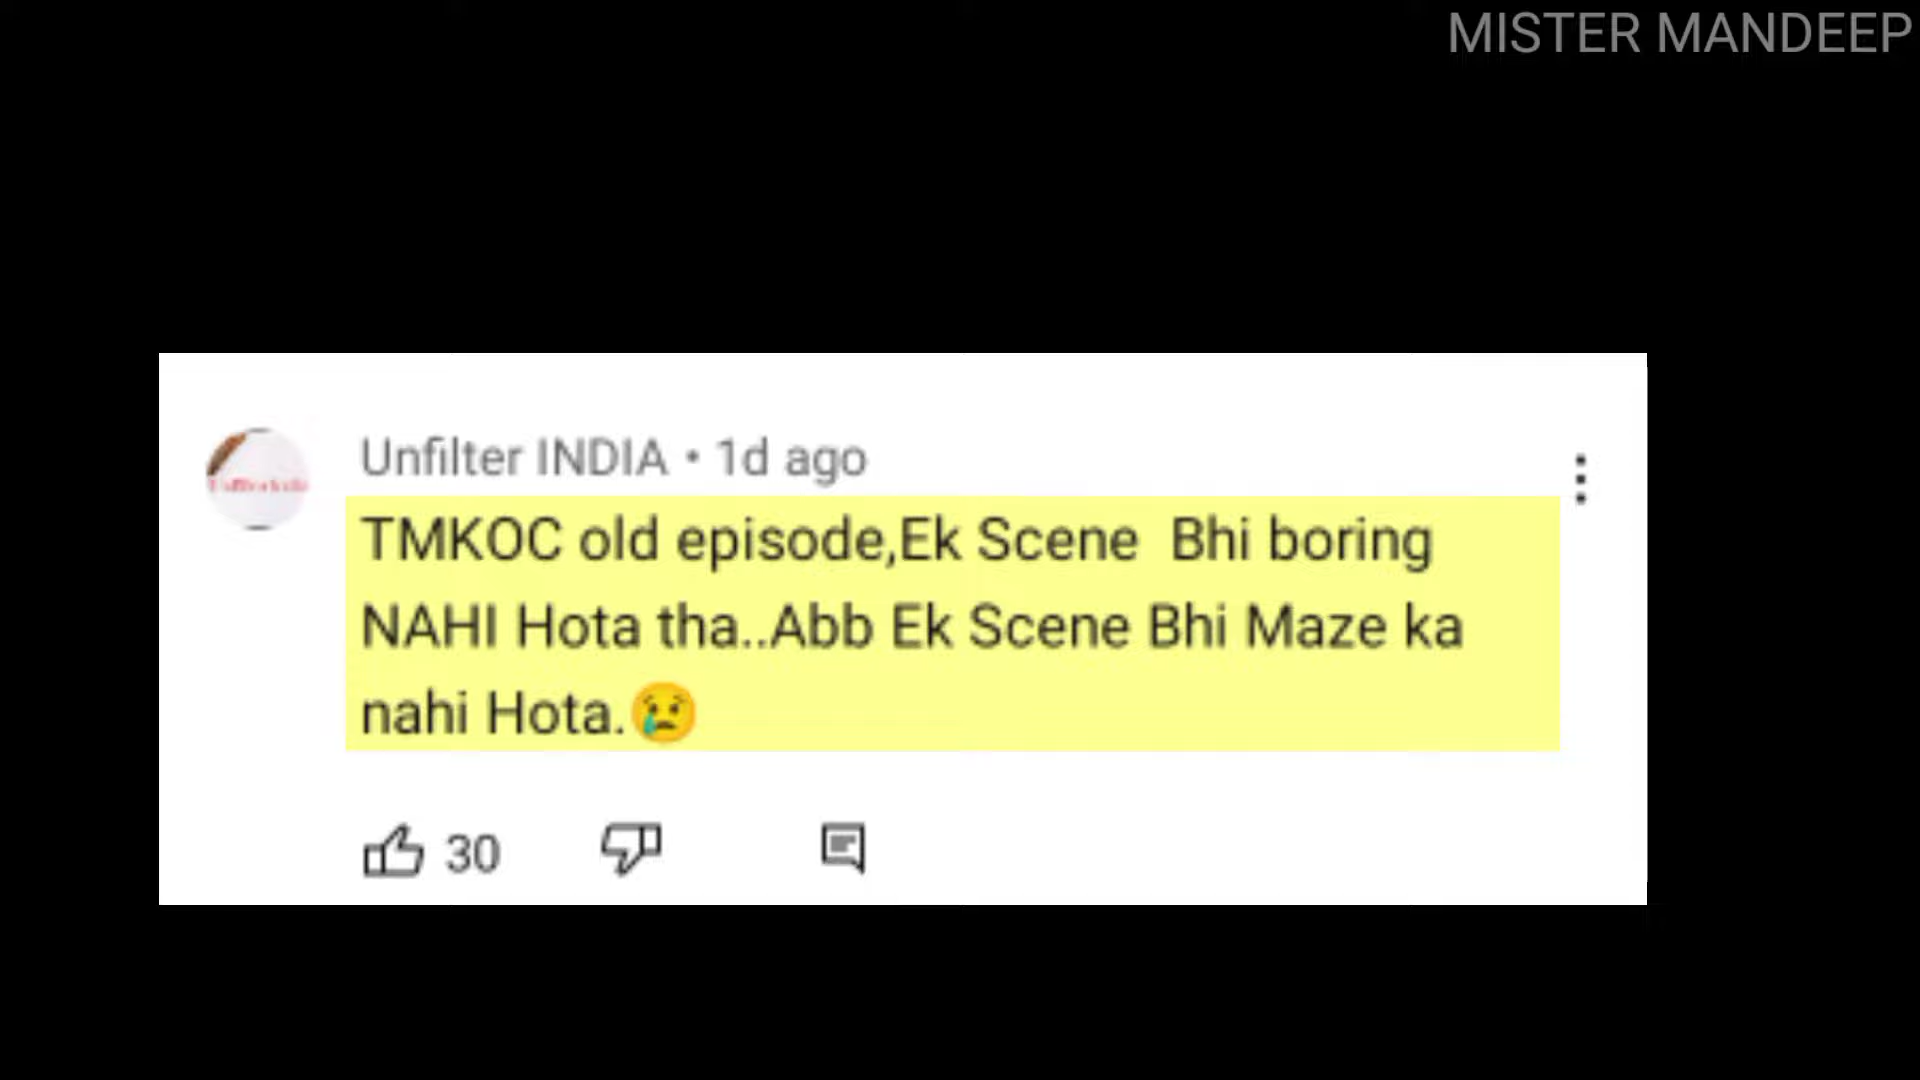 MISTER MANDEEP
Unfilter INDIA • 1d ago
TMKOC old episode,Ek Scene  Bhi boring
NAHI Hota tha..Abb Ek Scene Bhi Maze ka
nahi Hota.😢
30